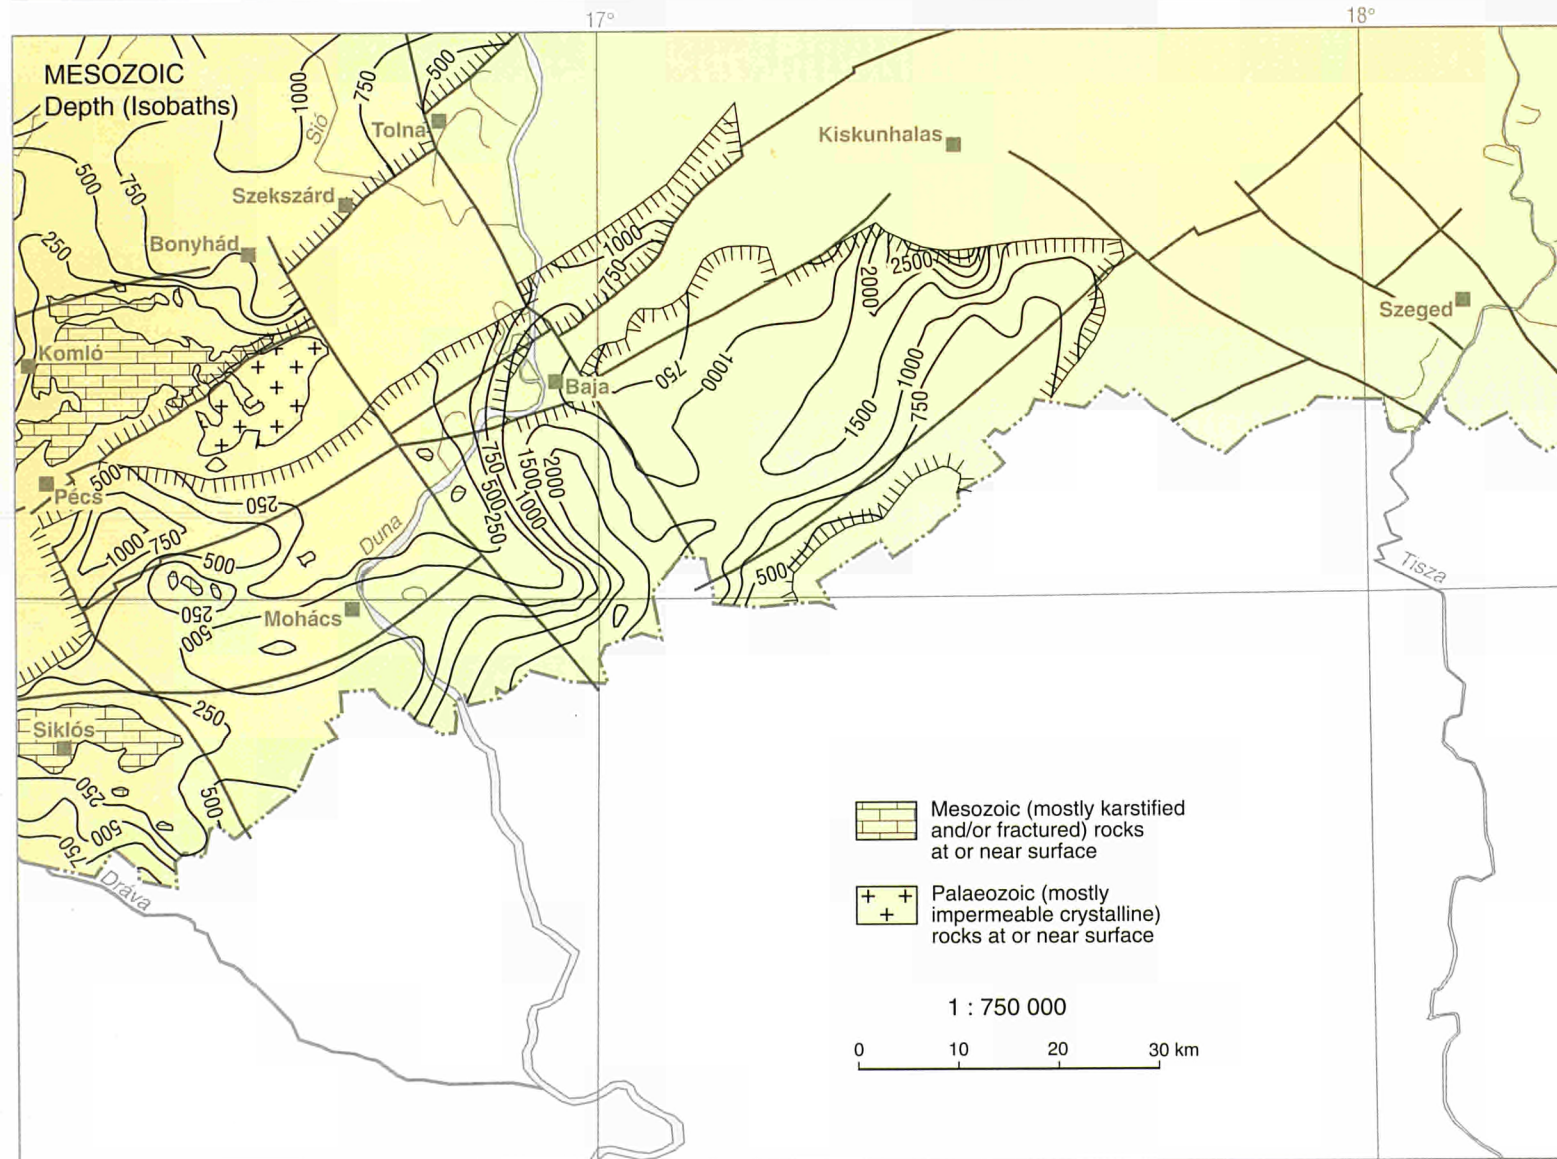 17°
18°
MESOZOIC
Depth (Isobaths)
1000
750
500
Sió
Tolna
Kiskunhalas
500
750
Szekszárd
250
Bonyhád
1000
750
2000
2500
Szeged
Komló
Baja
750
1000
1000
1500
750
500
Pécs
250
750
1500
2000
500
1000
250
Duna
1000
750
500
500
Tisza
250
Mohács
500
250
Siklós
250
500
500
750
Dráva
Mesozoic (mostly karstified
and/or fractured) rocks
at or near surface
Palaeozoic (mostly
impermeable crystalline)
rocks at or near surface
1 : 750 000
0 10 20 30 km